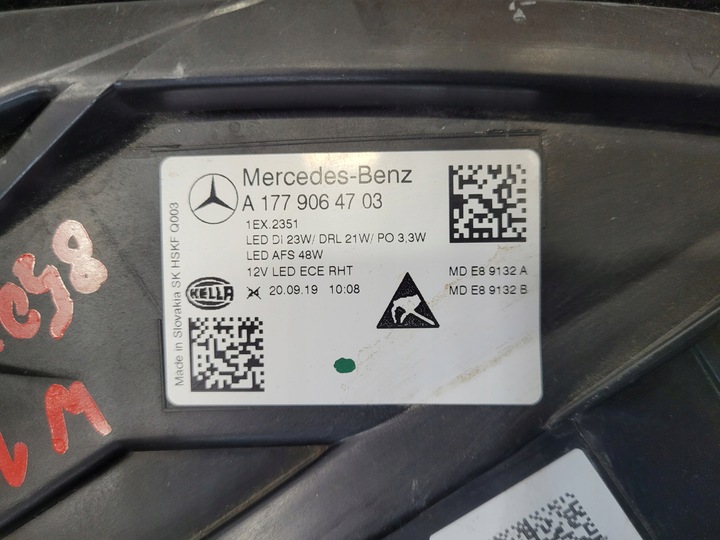 Mercedes-Benz
A 177 906 47 03
1EX.2351
LED DI 23W/ DRL 21W/ PO 3,3W
LED AFS 48W
12V LED ECE RHT
MD E8 9132 A
HELLA
20.09.19 10:08
MD E8 9132 B
Made in Slovakia SK HSKF Q003